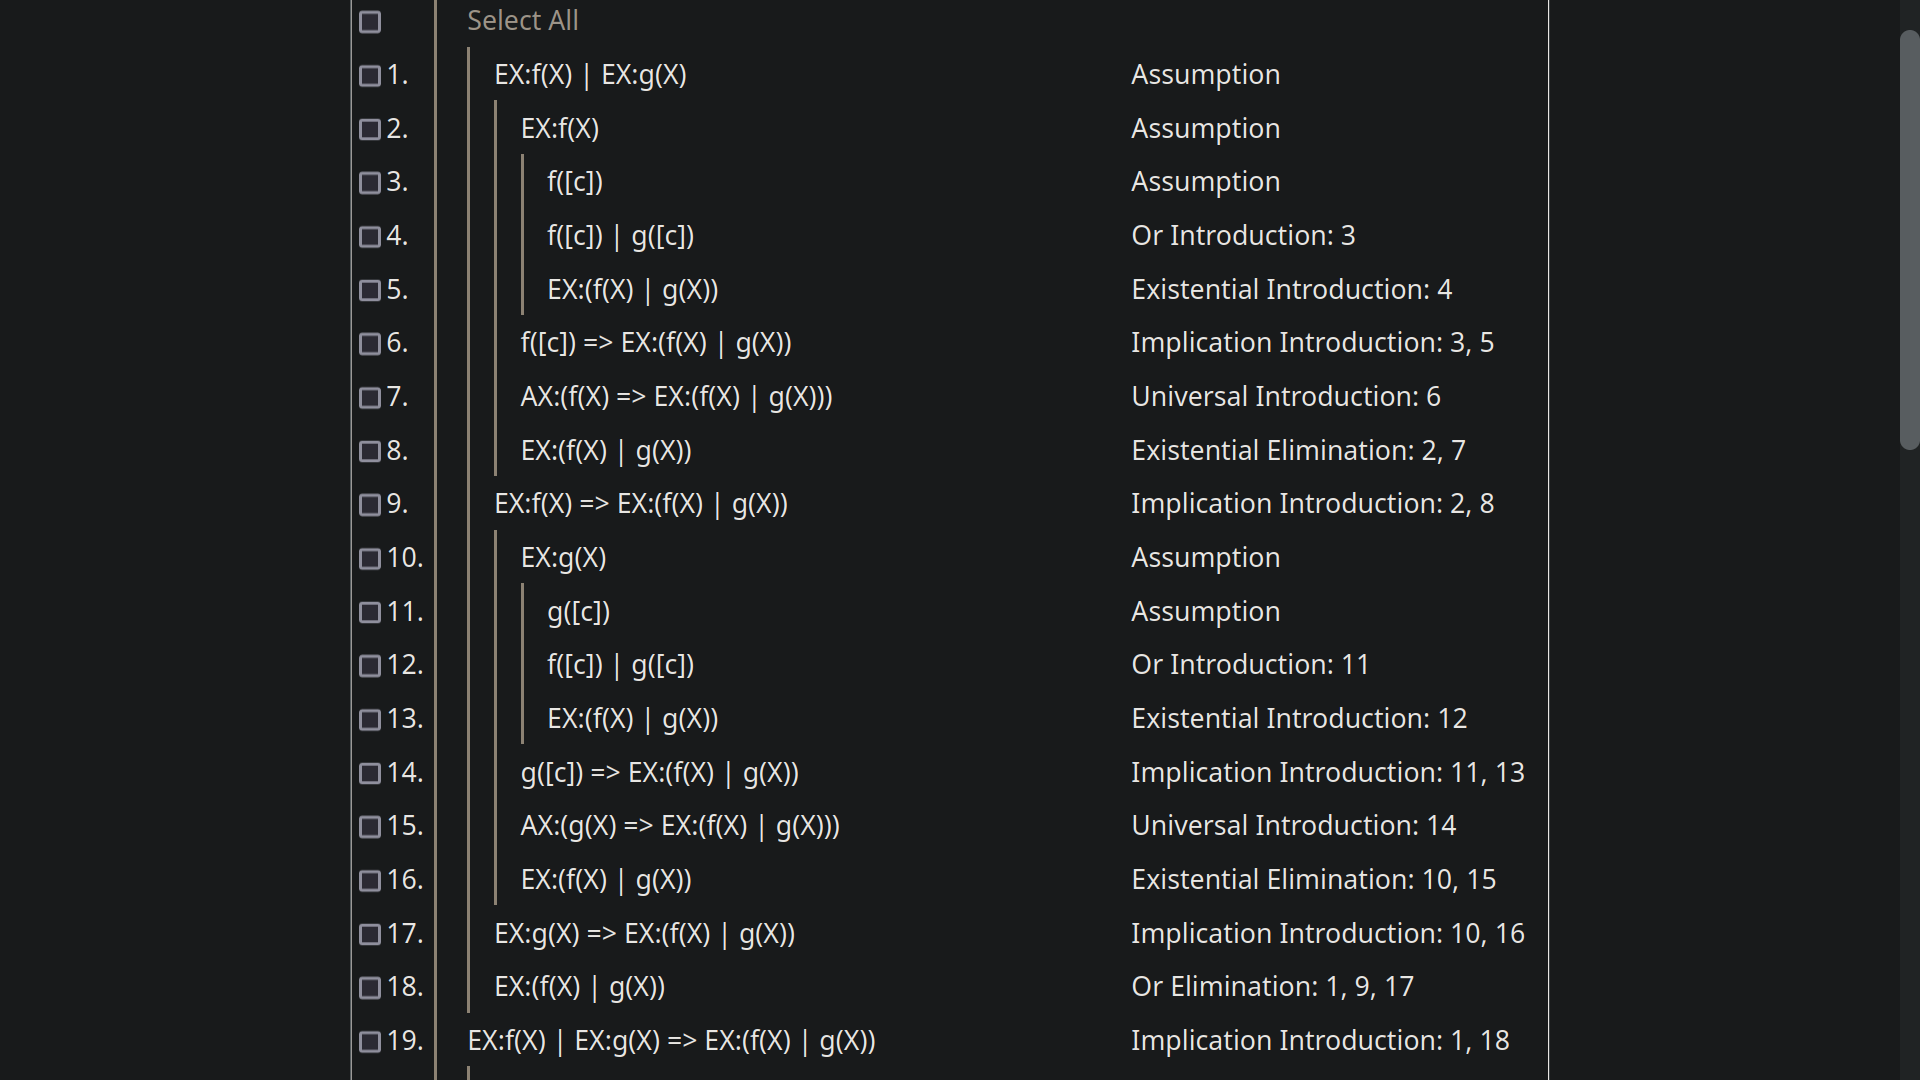 Select All
1. EX:f(X) | EX:g(X) Assumption
2. EX:f(X) Assumption
3. f([c]) Assumption
4. f([c]) | g([c]) Or Introduction: 3
5. EX:(f(X) | g(X)) Existential Introduction: 4
6. f([c]) => EX:(f(X) | g(X)) Implication Introduction: 3, 5
7. AX:(f(X) => EX:(f(X) | g(X))) Universal Introduction: 6
8. EX:(f(X) | g(X)) Existential Elimination: 2, 7
9. EX:f(X) => EX:(f(X) | g(X)) Implication Introduction: 2, 8
10. EX:g(X) Assumption
11. g([c]) Assumption
12. f([c]) | g([c]) Or Introduction: 11
13. EX:(f(X) | g(X)) Existential Introduction: 12
14. g([c]) => EX:(f(X) | g(X)) Implication Introduction: 11, 13
15. AX:(g(X) => EX:(f(X) | g(X))) Universal Introduction: 14
16. EX:(f(X) | g(X)) Existential Elimination: 10, 15
17. EX:g(X) => EX:(f(X) | g(X)) Implication Introduction: 10, 16
18. EX:(f(X) | g(X)) Or Elimination: 1, 9, 17
19. EX:f(X) | EX:g(X) => EX:(f(X) | g(X)) Implication Introduction: 1, 18